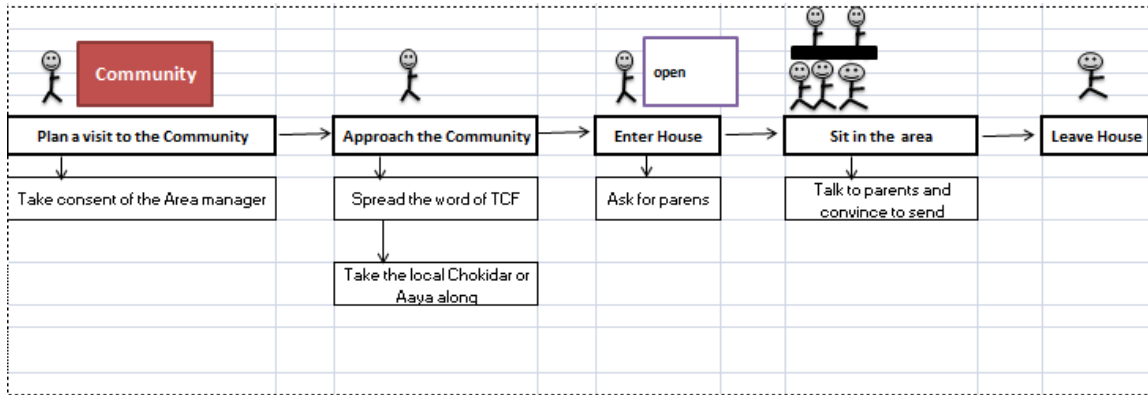 Community
open
Plan a visit to the Community
Approach the Community
Enter House
Sit in the area
Leave House
Take consent of the Area manager
Spread the word of TCF
Ask for parens
Talk to parents and
convince to send
Take the local Chokidar or
Aaya along